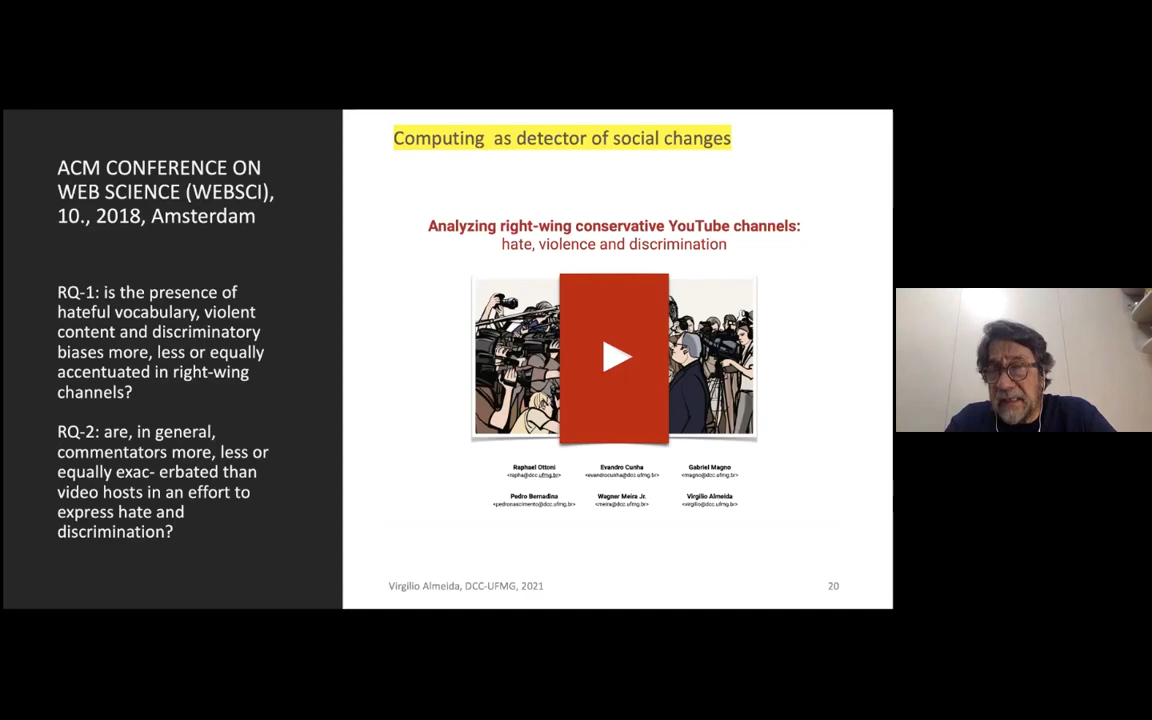 ACM CONFERENCE ON
WEB SCIENCE (WEBSCI),
10., 2018, Amsterdam
RQ-1: is the presence of
hateful vocabulary, violent
content and discriminatory
biases more, less or equally
accentuated in right-wing
channels?
RQ-2: are, in general,
commentators more, less or
equally exac- erbated than
video hosts in an effort to
express hate and
discrimination?
Computing as detector of social changes
Analyzing right-wing conservative YouTube channels:
hate, violence and discrimination
Raphael Ottoni Evandro Cunha Gabriel Magno
<rapha@dcc.ufmg.br> <evandrocunha@dcc.ufmg.br> <magno@dcc.ufmg.br>
Pedro Bernadina Wagner Meira Jr. Virgilio Almeida
<pedronascimento@dcc.ufmg.br> <meira@dcc.ufmg.br> <virgilio@dcc.ufmg.br>
Virgilio Almeida, DCC-UFMG, 2021 20